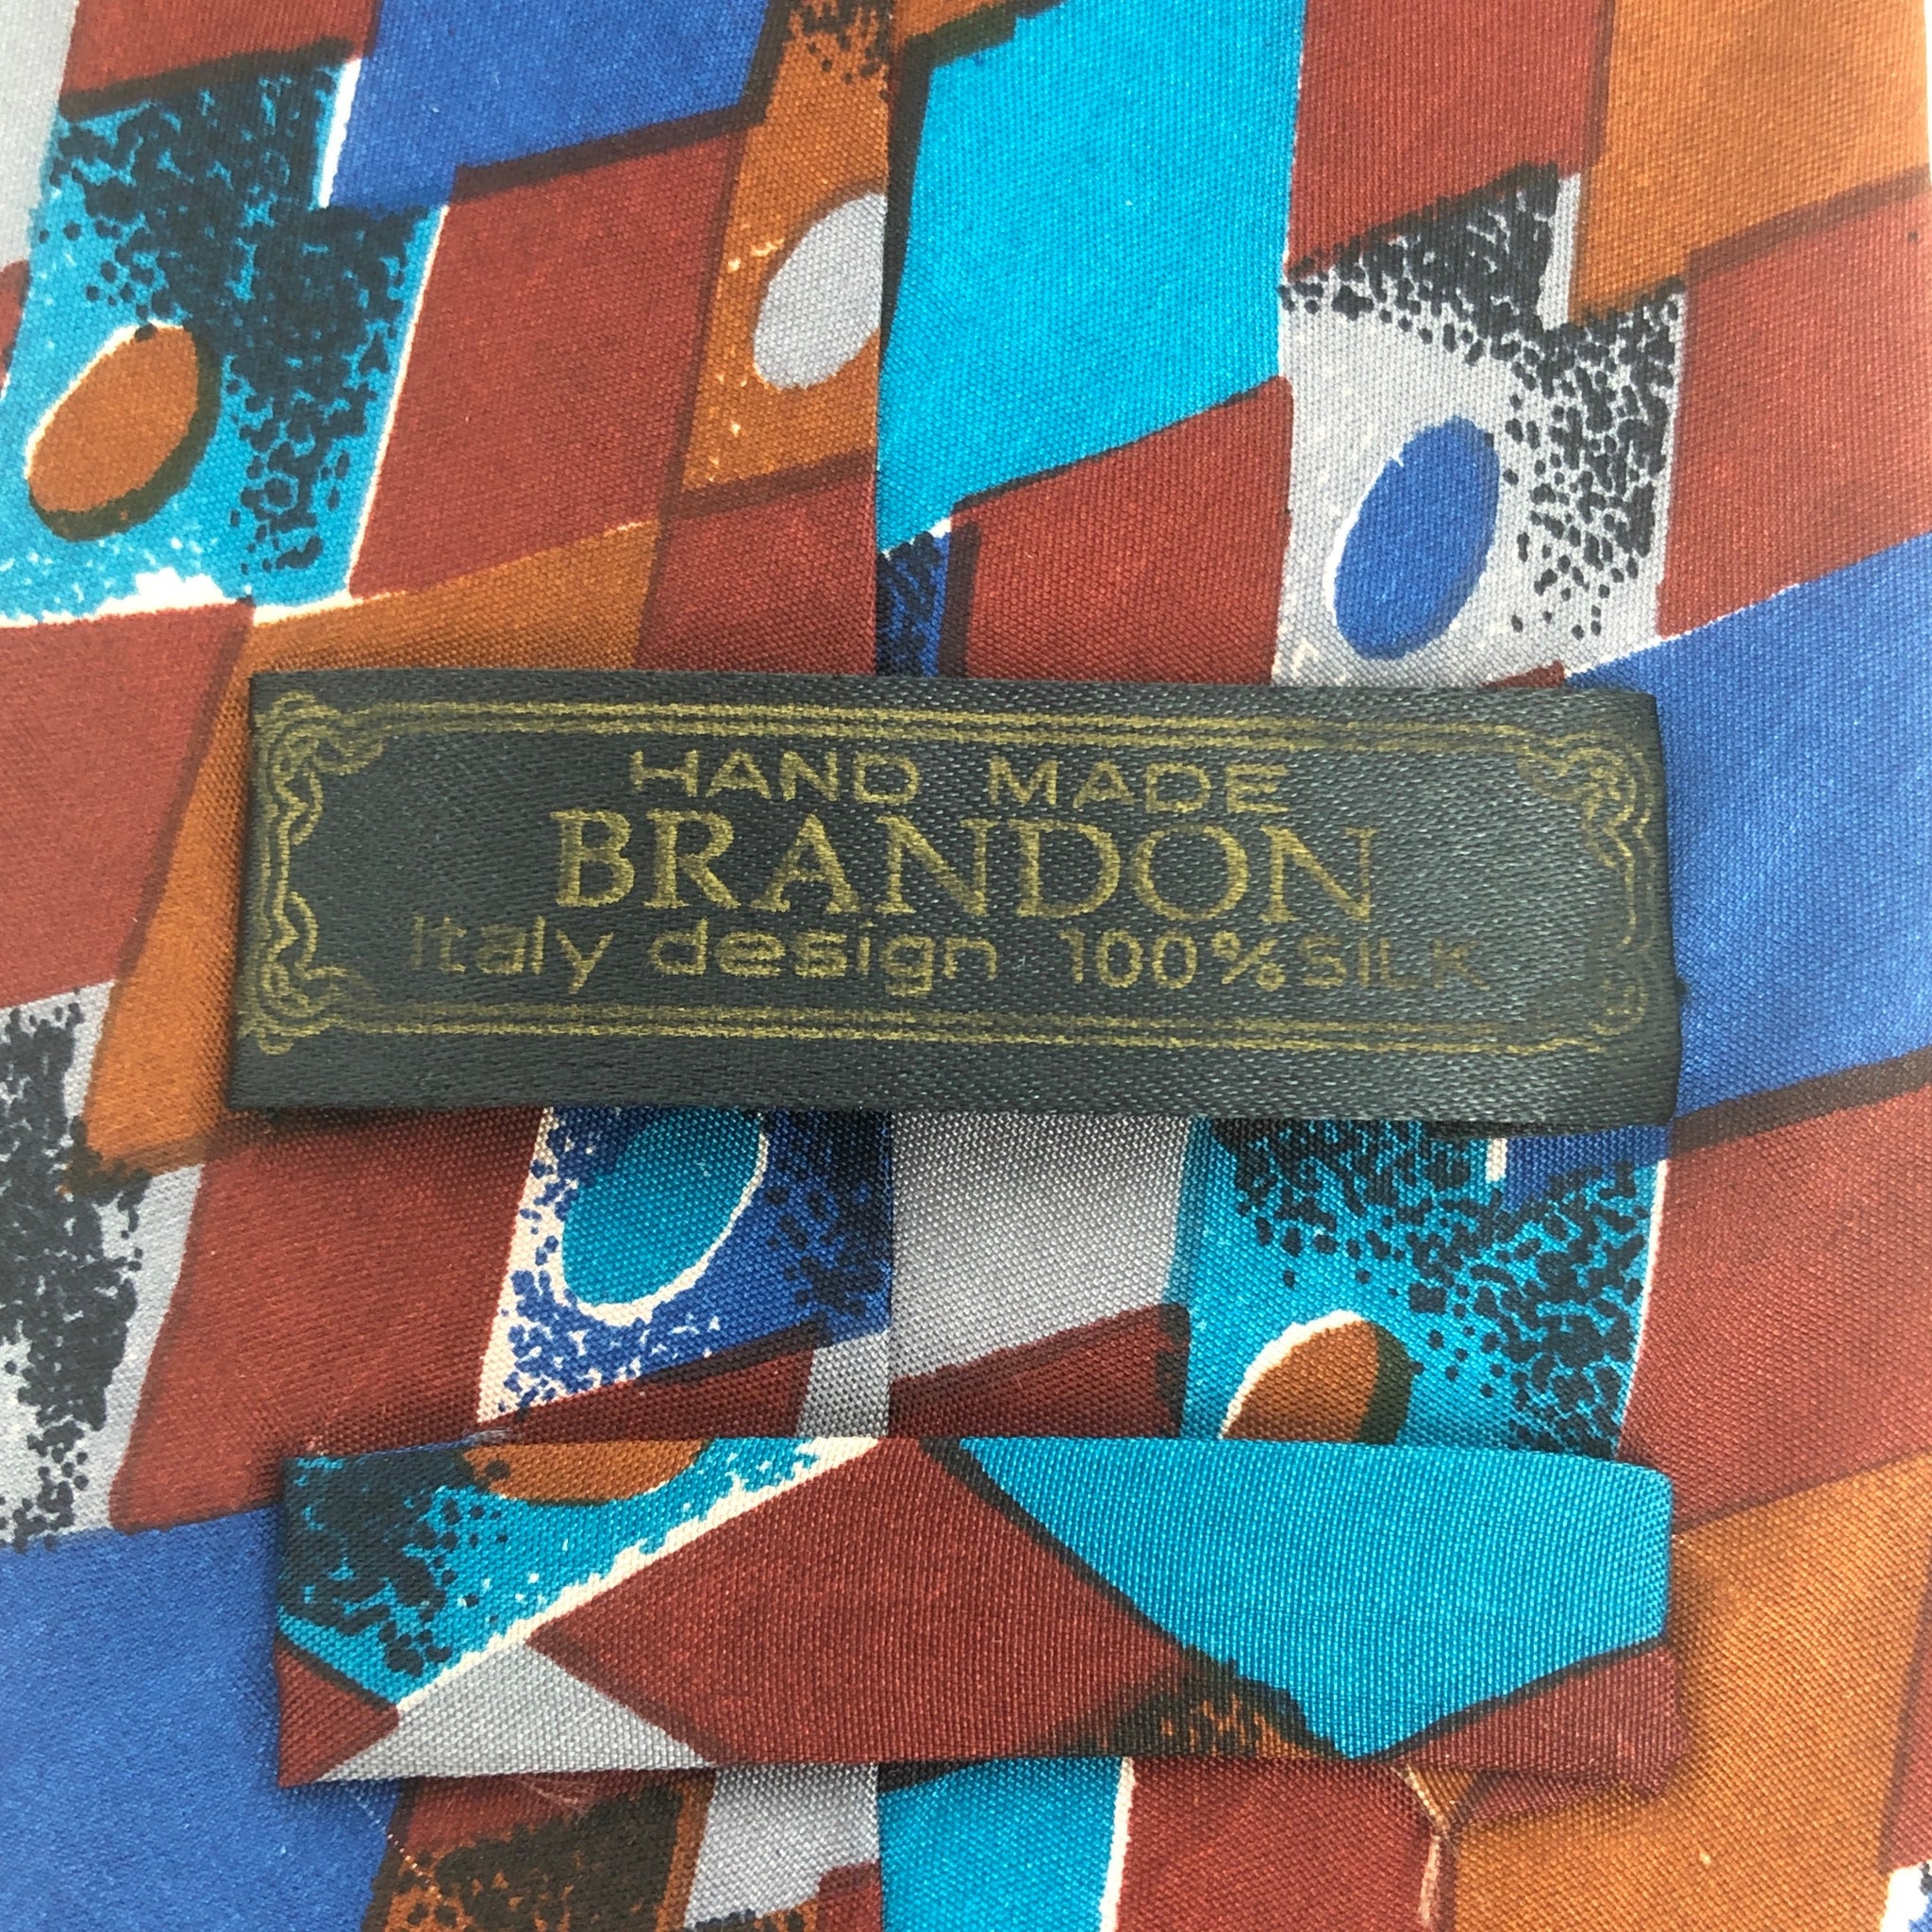 HAND MADE
BRANDON
Italy design 100% SILK